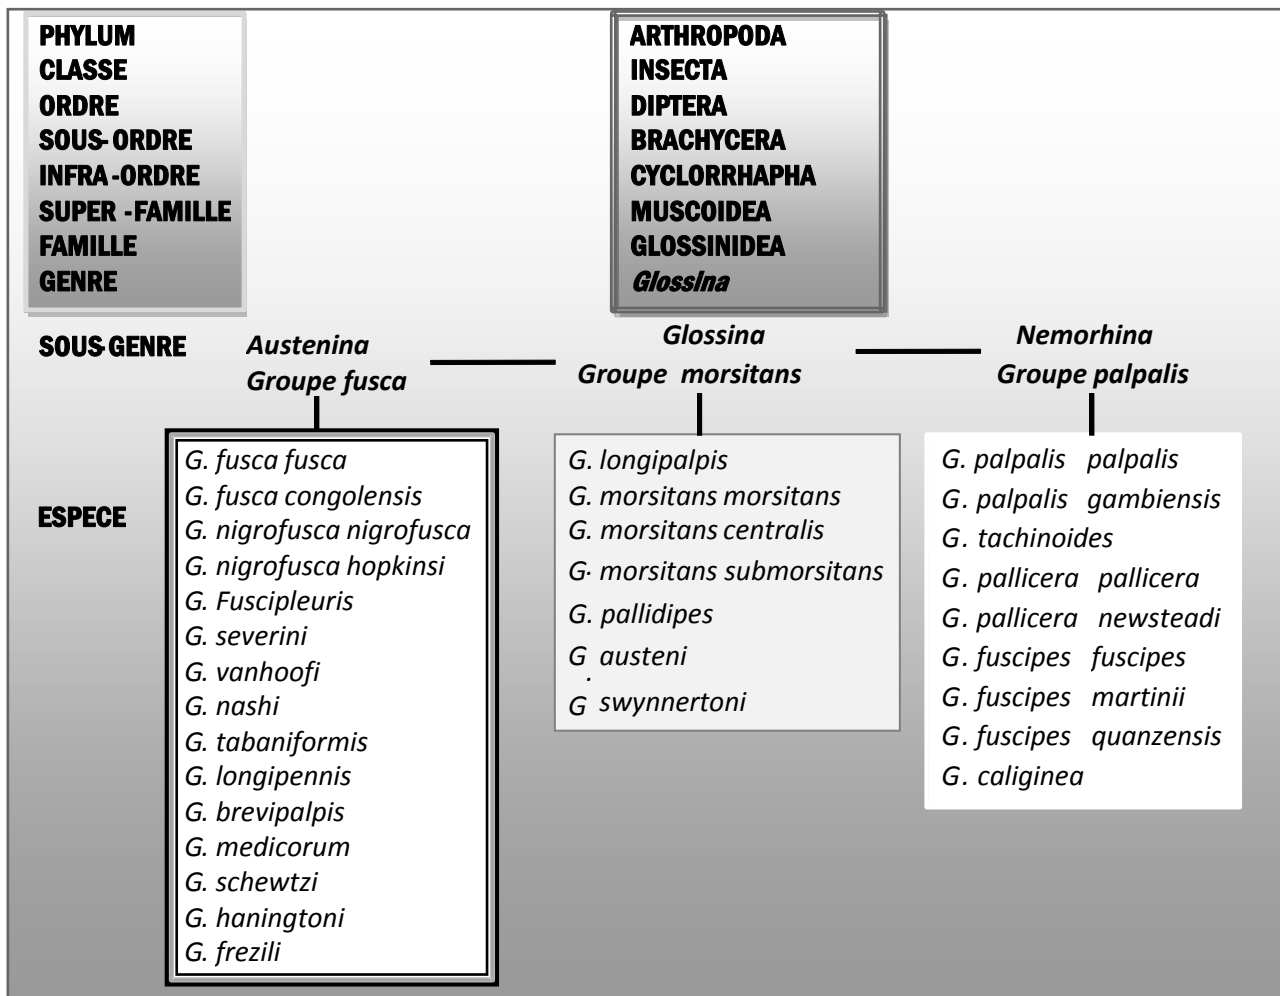 PHYLUM
CLASSE
ORDRE
SOUS-ORDRE
INFRA-ORDRE
SUPER-FAMILLE
FAMILLE
GENRE
ARTHROPODA
INSECTA
DIPTERA
BRACHYCERA
CYCLORRHAPHA
MUSCOIDEA
GLOSSINIDEA
Glossina
SOUS-GENRE
Austenina
Groupe fusca
Glossina
Groupe morsitans
Nemorhina
Groupe palpalis
ESPECE
G. fusca fusca
G. fusca congolensis
G. nigrofusca nigrofusca
G. nigrofusca hopkinsi
G. Fuscipleuris
G. severini
G. vanhoofi
G. nashi
G. tabaniformis
G. longipennis
G. brevipalpis
G. medicorum
G. schewtzi
G. haningtoni
G. frezili
G. longipalpis
G. morsitans morsitans
G. morsitans centralis
G. morsitans submorsitans
G. pallidipes
G. austeni
G swynnertoni
G. palpalis palpalis
G. palpalis gambiensis
G. tachinoides
G. pallicera pallicera
G. pallicera newsteadi
G. fuscipes fuscipes
G. fuscipes martinii
G. fuscipes quanzensis
G. caliginea